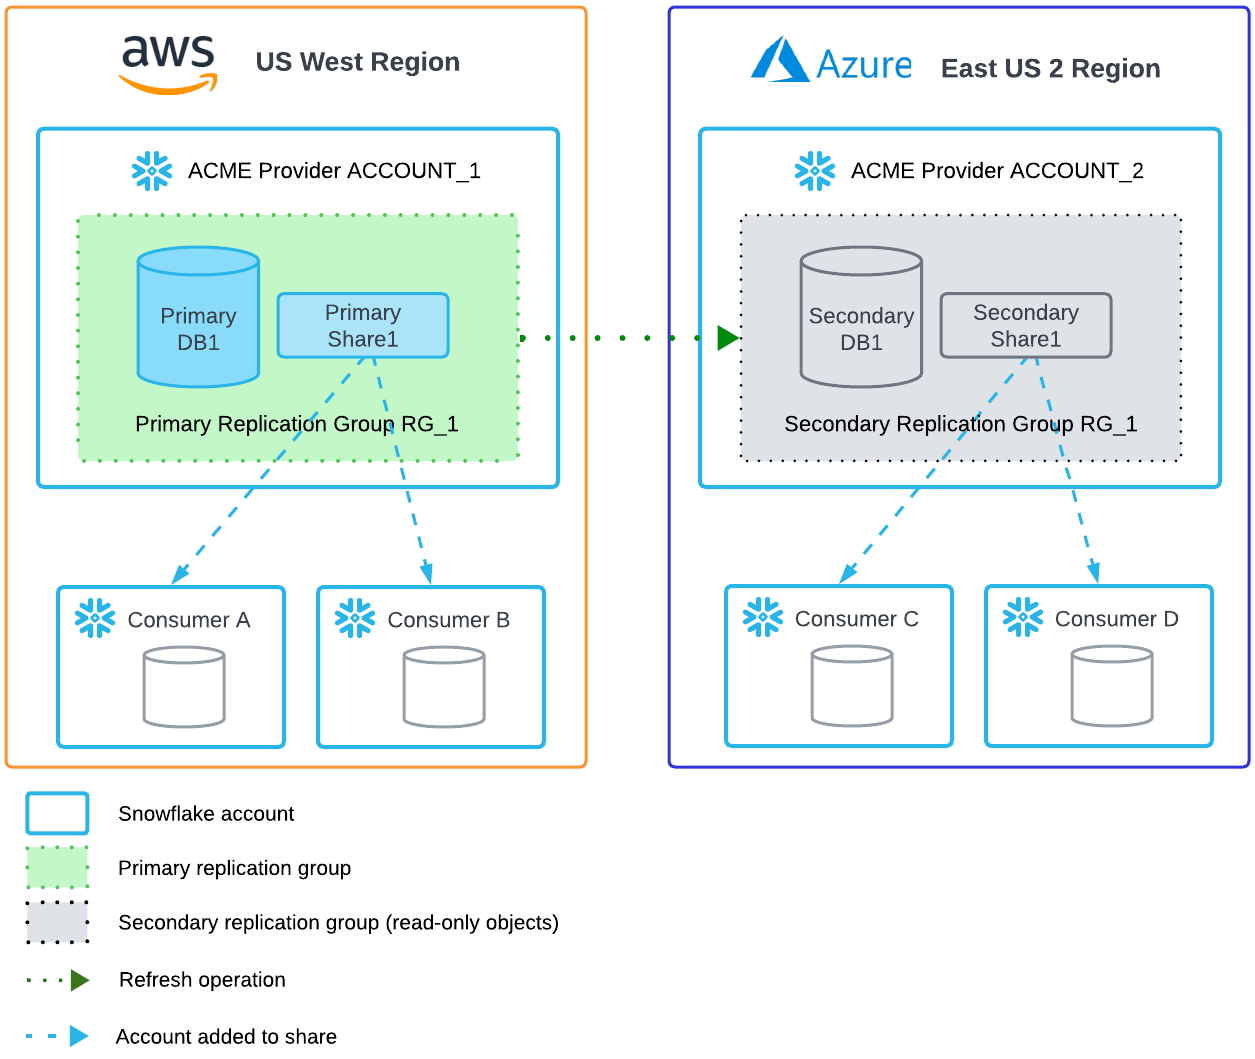 aws
US West Region
Azure
East US 2 Region
ACME Provider ACCOUNT_1
ACME Provider ACCOUNT_2
Primary
DB1
Primary
Share1
Primary Replication Group RG_1
Secondary
DB1
Secondary
Share1
Secondary Replication Group RG_1
Consumer A
Consumer B
Consumer C
Consumer D
Snowflake account
Primary replication group
Secondary replication group (read-only objects)
Refresh operation
Account added to share